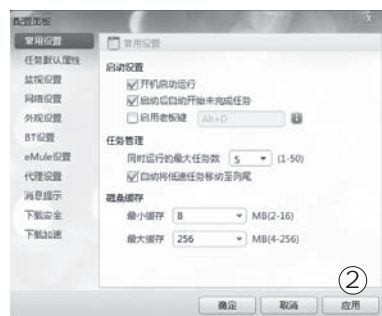 配置面板
常用设置
任务默认属性
监视设置
网络设置
外观设置
BT设置
eMule设置
代理设置
消息提示
下载安全
下载加速
常用设置
启动设置
开机启动运行
启动后自动开始未完成任务
启用老板键 Alt+D
任务管理
同时运行的最大任务数 5 (1-50)
自动将低速任务移动至列尾
磁盘缓存
最小缓存 8 MB(2-16)
最大缓存 256 MB(4-256)
②
确定 取消 应用